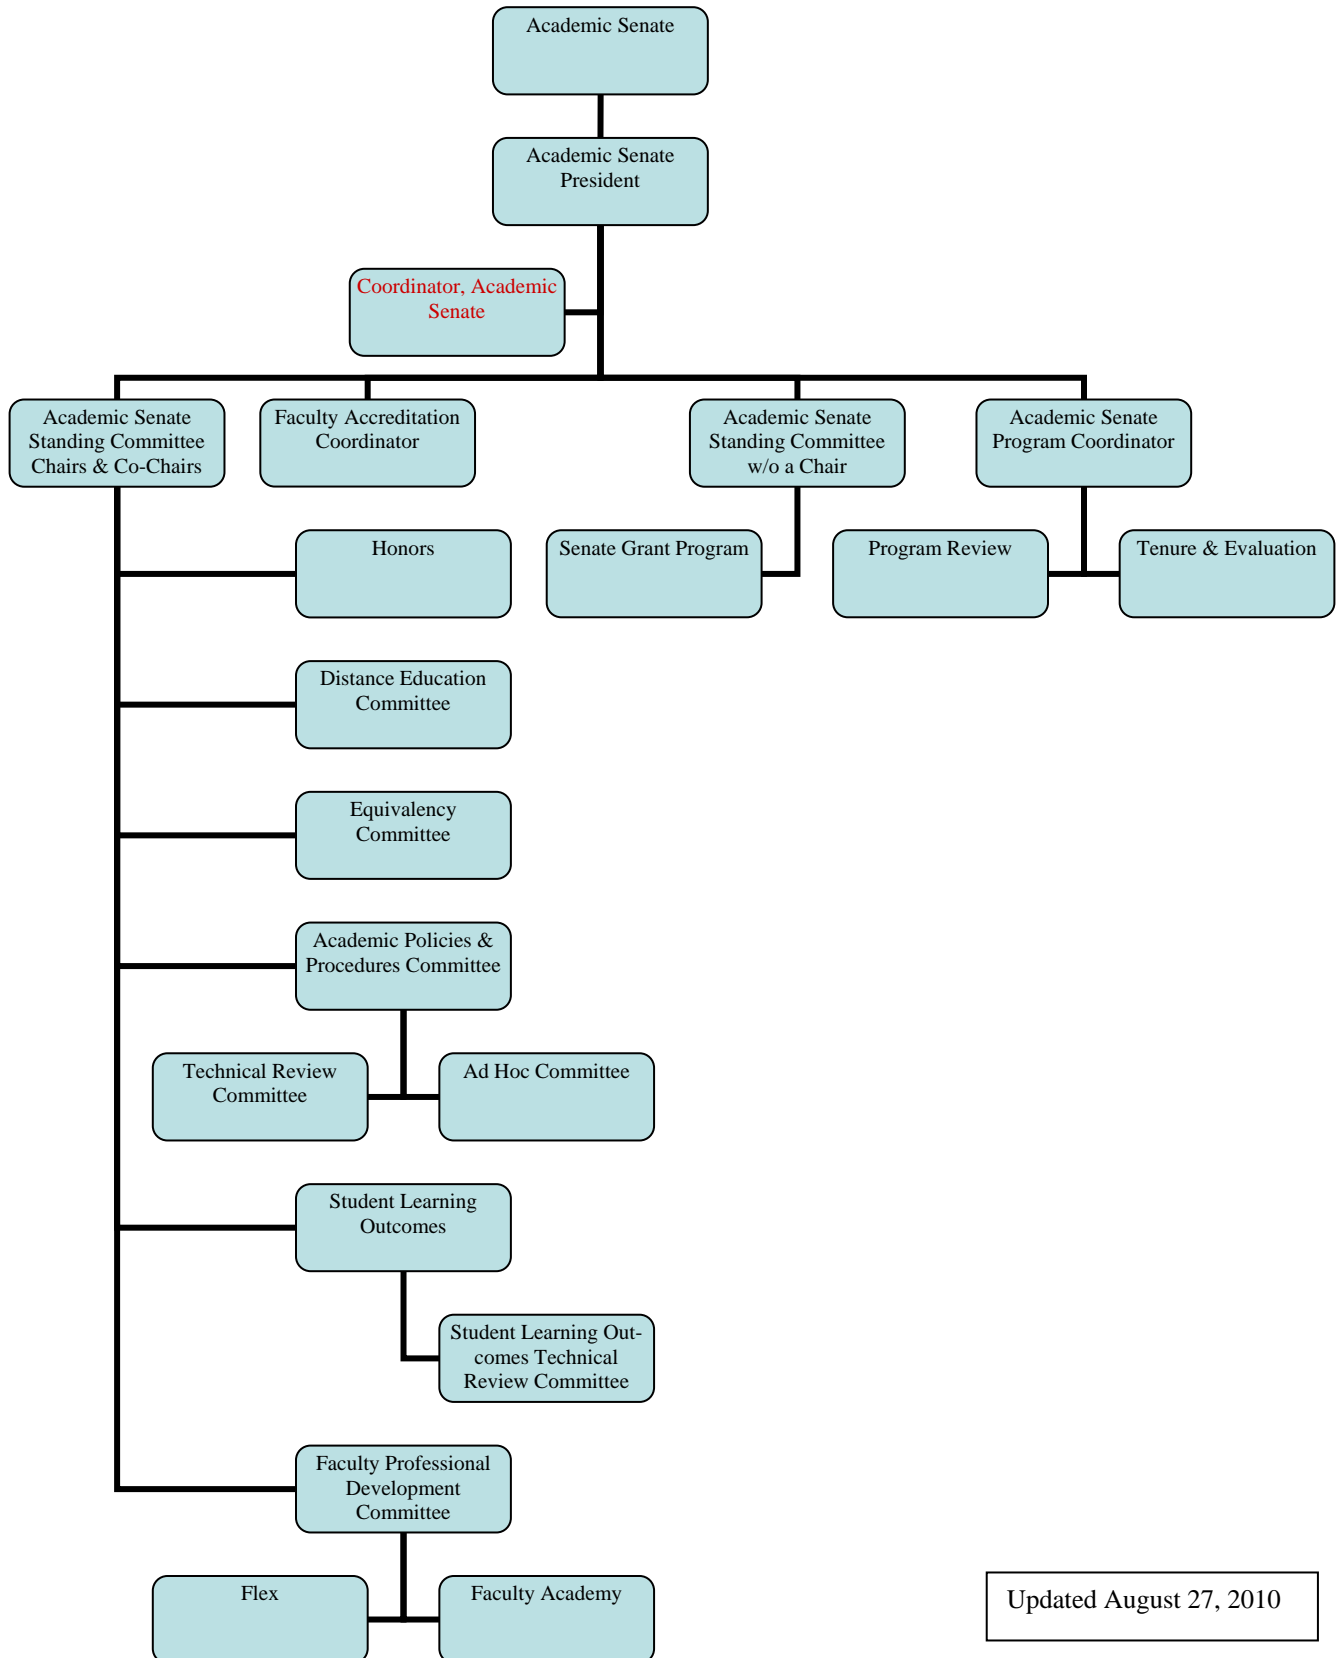 Academic Senate
Academic Senate
President
Coordinator, Academic
Senate
Academic Senate
Standing Committee
Chairs & Co-Chairs
Faculty Accreditation
Coordinator
Academic Senate
Standing Committee
w/o a Chair
Academic Senate
Program Coordinator
Honors
Senate Grant Program
Program Review
Tenure & Evaluation
Distance Education
Committee
Equivalency
Committee
Academic Policies &
Procedures Committee
Technical Review
Committee
Ad Hoc Committee
Student Learning
Outcomes
Student Learning Out-
comes Technical
Review Committee
Faculty Professional
Development
Committee
Flex
Faculty Academy
Updated August 27, 2010